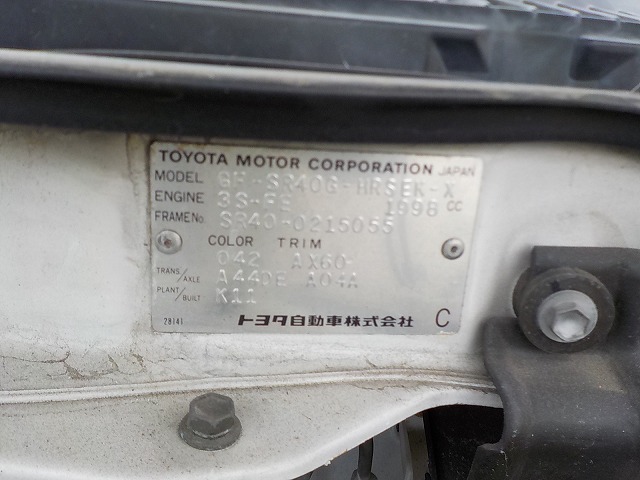 TOYOTA MOTOR CORPORATION JAPAN
MODEL GF-SR40G-HRSEK-X
ENGINE 3S-FE 1998 CC
FRAME No. SR40-0215055
COLOR TRIM
042 AX60
TRANS/AXLE A44DE A04A
PLANT/BUILT K11
28141 トヨタ自動車株式会社 C